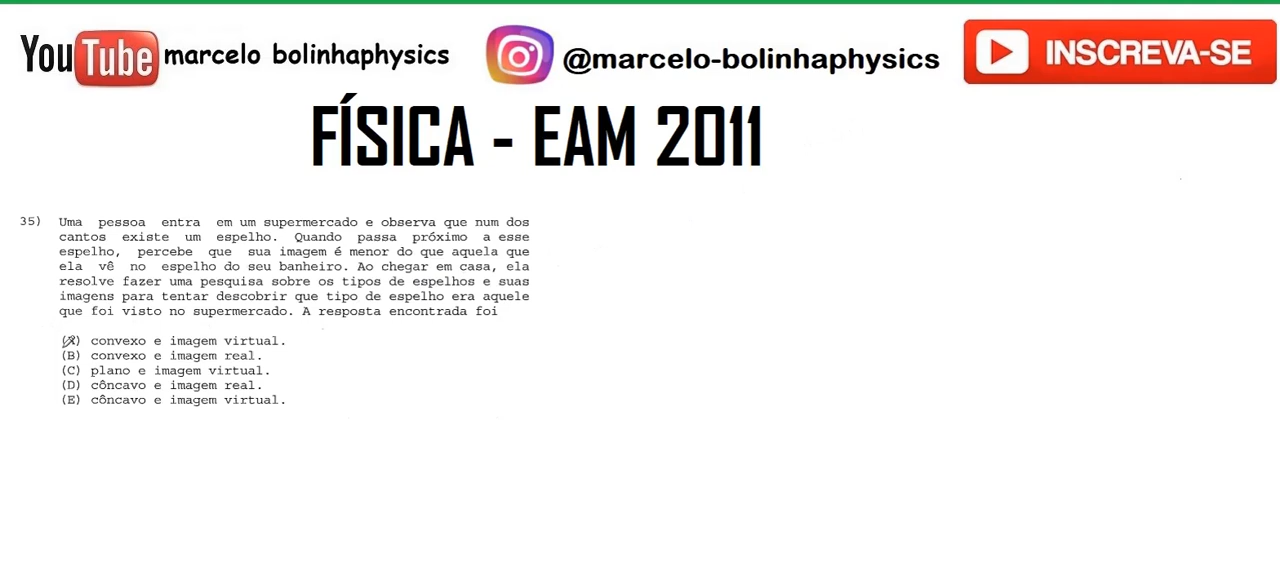 YouTube marcelo bolinhaphysics @marcelo-bolinhaphysics INSCREVA-SE
FÍSICA - EAM 2011
35) Uma pessoa entra em um supermercado e observa que num dos
cantos existe um espelho. Quando passa próximo a esse
espelho, percebe que sua imagem é menor do que aquela que
ela vê no espelho do seu banheiro. Ao chegar em casa, ela
resolve fazer uma pesquisa sobre os tipos de espelhos e suas
imagens para tentar descobrir que tipo de espelho era aquele
que foi visto no supermercado. A resposta encontrada foi
(A) convexo e imagem virtual.
(B) convexo e imagem real.
(C) plano e imagem virtual.
(D) côncavo e imagem real.
(E) côncavo e imagem virtual.